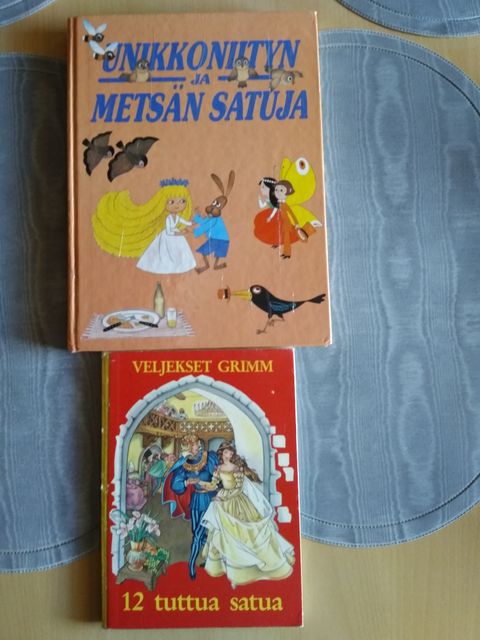 UNIKKONIITYN
JA
METSÄN SATUJA
VELJEKSET GRIMM
12 tuttua satua